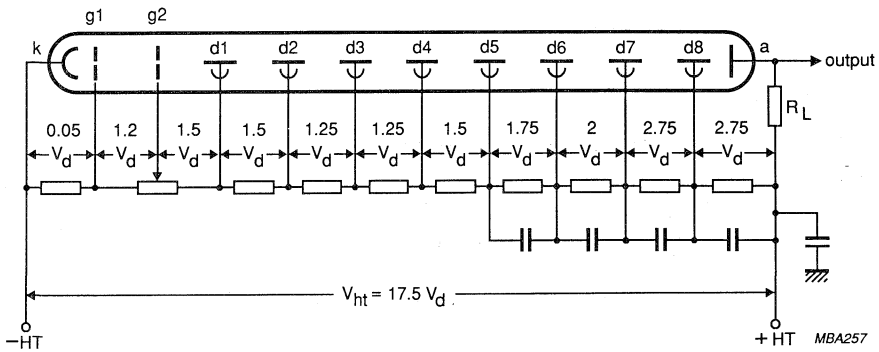 g1 g2
k d1 d2 d3 d4 d5 d6 d7 d8 a
output
R_L
0.05 1.2 1.5 1.5 1.25 1.25 1.5 1.75 2 2.75 2.75
V_d V_d V_d V_d V_d V_d V_d V_d V_d V_d V_d
V_ht = 17.5 V_d
−HT +HT MBA257